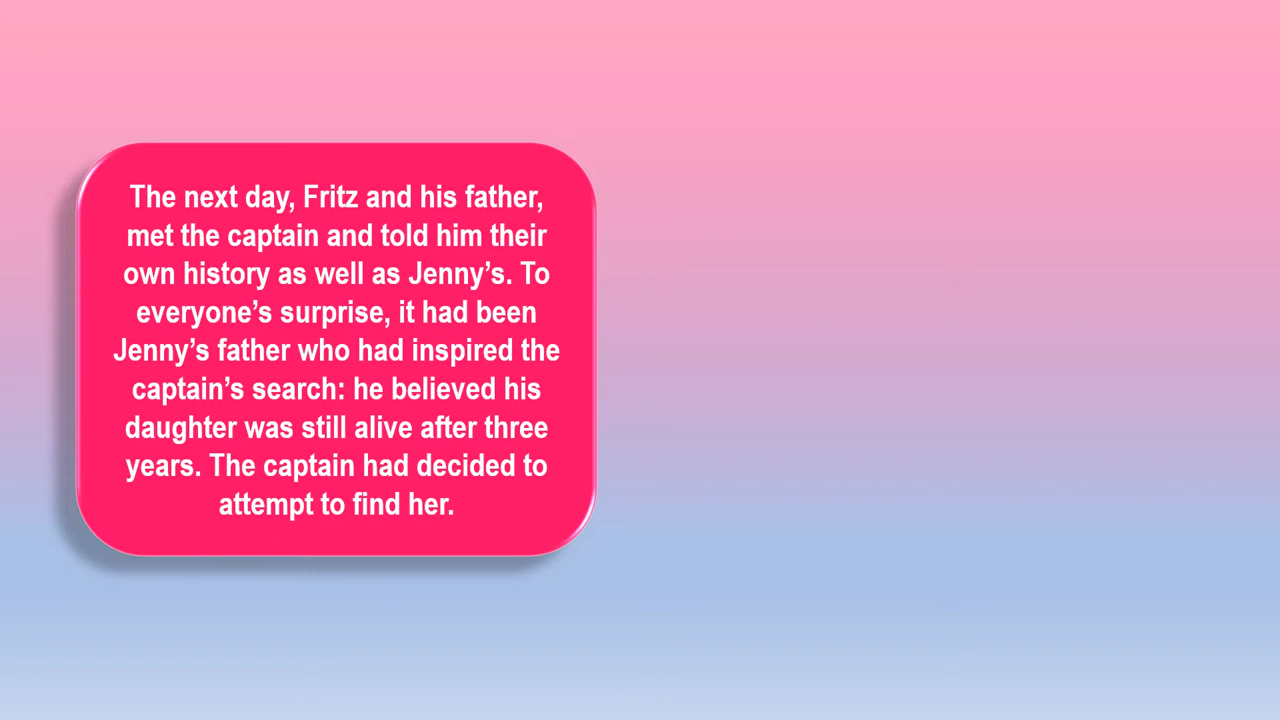 The next day, Fritz and his father,
met the captain and told him their
own history as well as Jenny’s. To
everyone’s surprise, it had been
Jenny’s father who had inspired the
captain’s search: he believed his
daughter was still alive after three
years. The captain had decided to
attempt to find her.